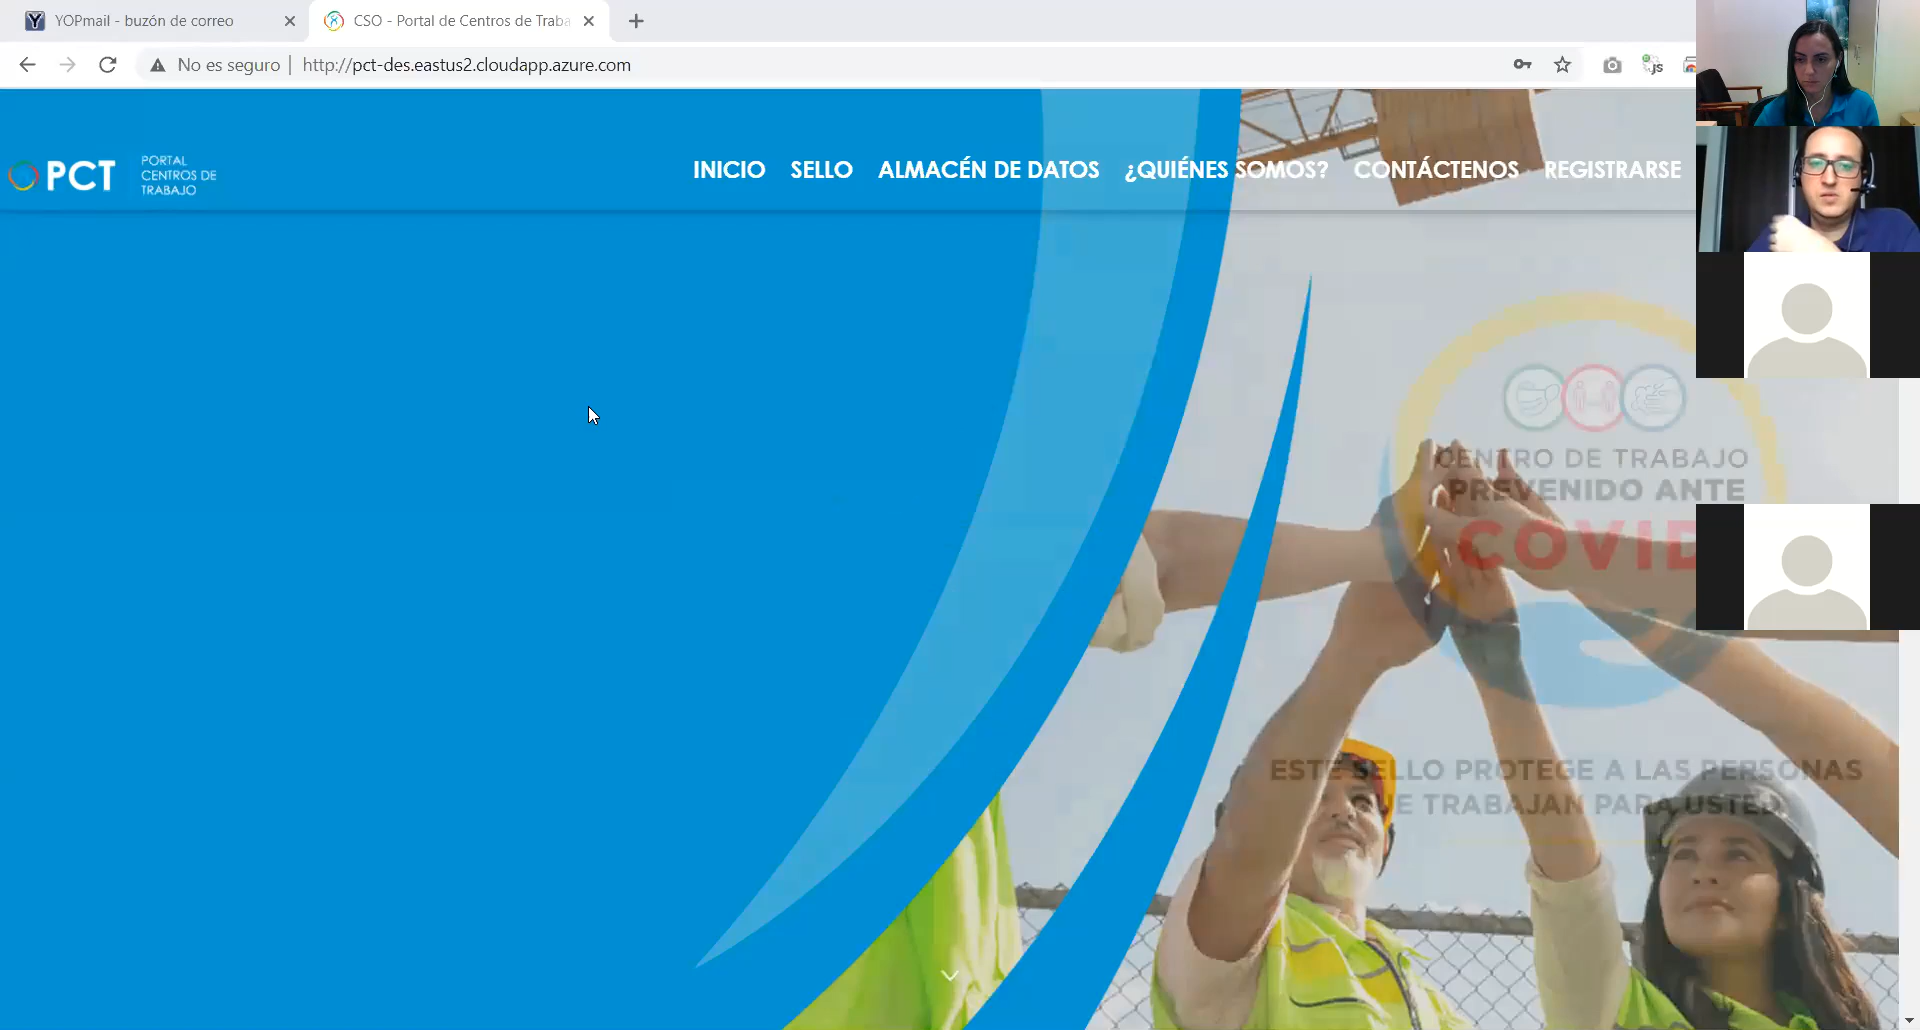 YOPmail - buzón de correo
CSO - Portal de Centros de Traba
No es seguro | http://pct-des.eastus2.cloudapp.azure.com
JS
PCT
PORTAL
CENTROS DE
TRABAJO
INICIO SELLO ALMACÉN DE DATOS ¿QUIÉNES SOMOS? CONTÁCTENOS REGISTRARSE
CENTRO DE TRABAJO
PREVENIDO ANTE
COVID
ESTE SELLO PROTEGE A LAS PERSONAS
QUE TRABAJAN PARA USTED